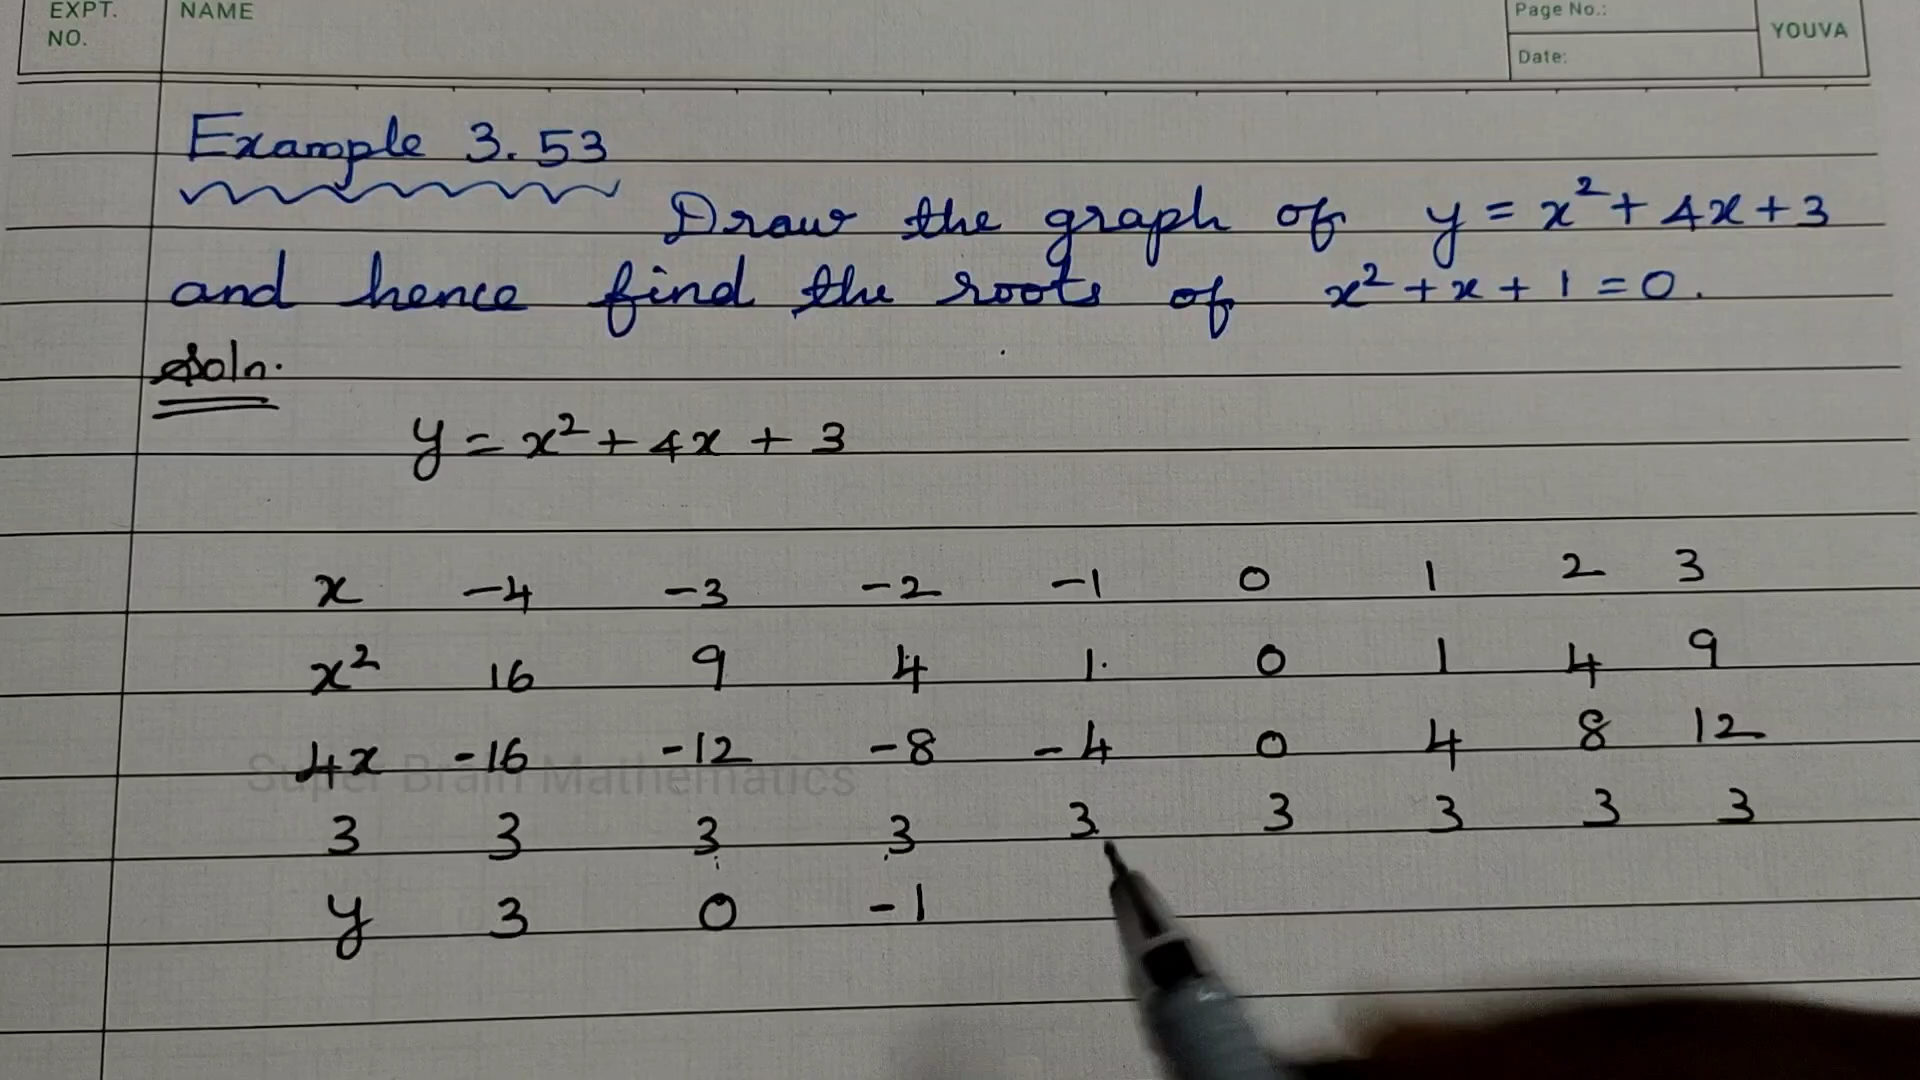 EXPT. NO.
NAME
Page No.:
Date:
YOUVA
Example 3.53
Draw the graph of y = x² + 4x + 3
and hence find the roots of x² + x + 1 = 0.
Soln.
y = x² + 4x + 3
x -4 -3 -2 -1 0 1 2 3
x² 16 9 4 1 0 1 4 9
4x -16 -12 -8 -4 0 4 8 12
Super Brain Mathematics
3 3 3 3 3 3 3 3 3
y 3 0 -1